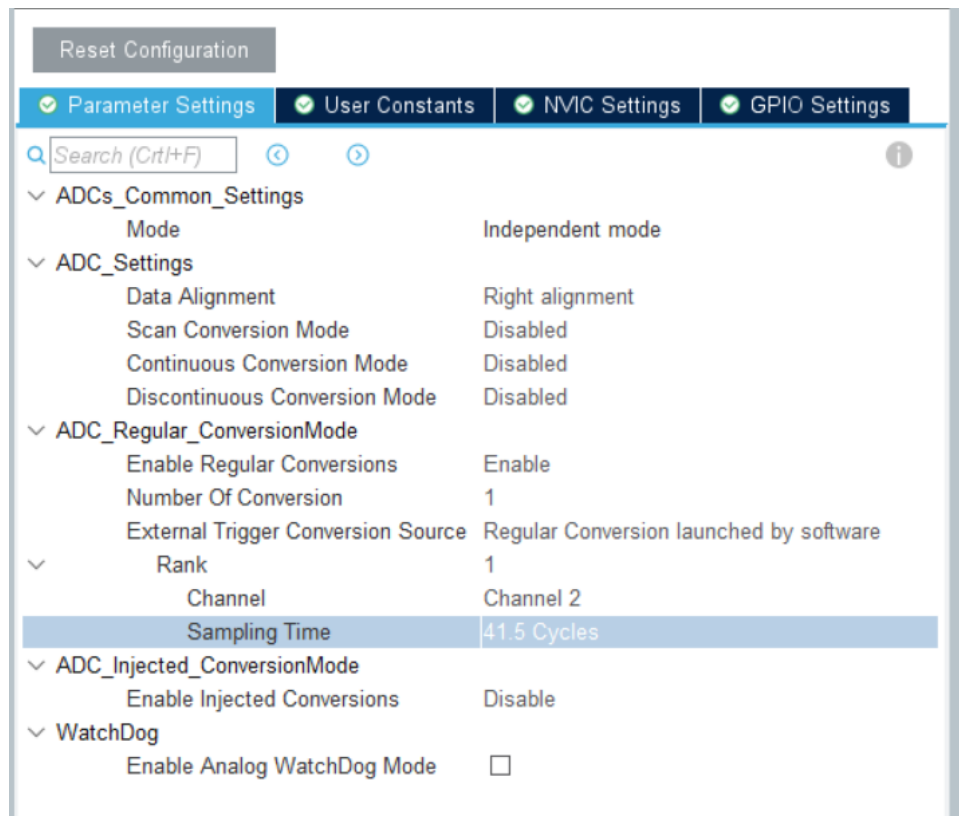 Reset Configuration
Parameter Settings User Constants NVIC Settings GPIO Settings
Search (Crtl+F)
ADCs_Common_Settings
Mode Independent mode
ADC_Settings
Data Alignment Right alignment
Scan Conversion Mode Disabled
Continuous Conversion Mode Disabled
Discontinuous Conversion Mode Disabled
ADC_Regular_ConversionMode
Enable Regular Conversions Enable
Number Of Conversion 1
External Trigger Conversion Source Regular Conversion launched by software
Rank 1
Channel Channel 2
Sampling Time 41.5 Cycles
ADC_Injected_ConversionMode
Enable Injected Conversions Disable
WatchDog
Enable Analog WatchDog Mode